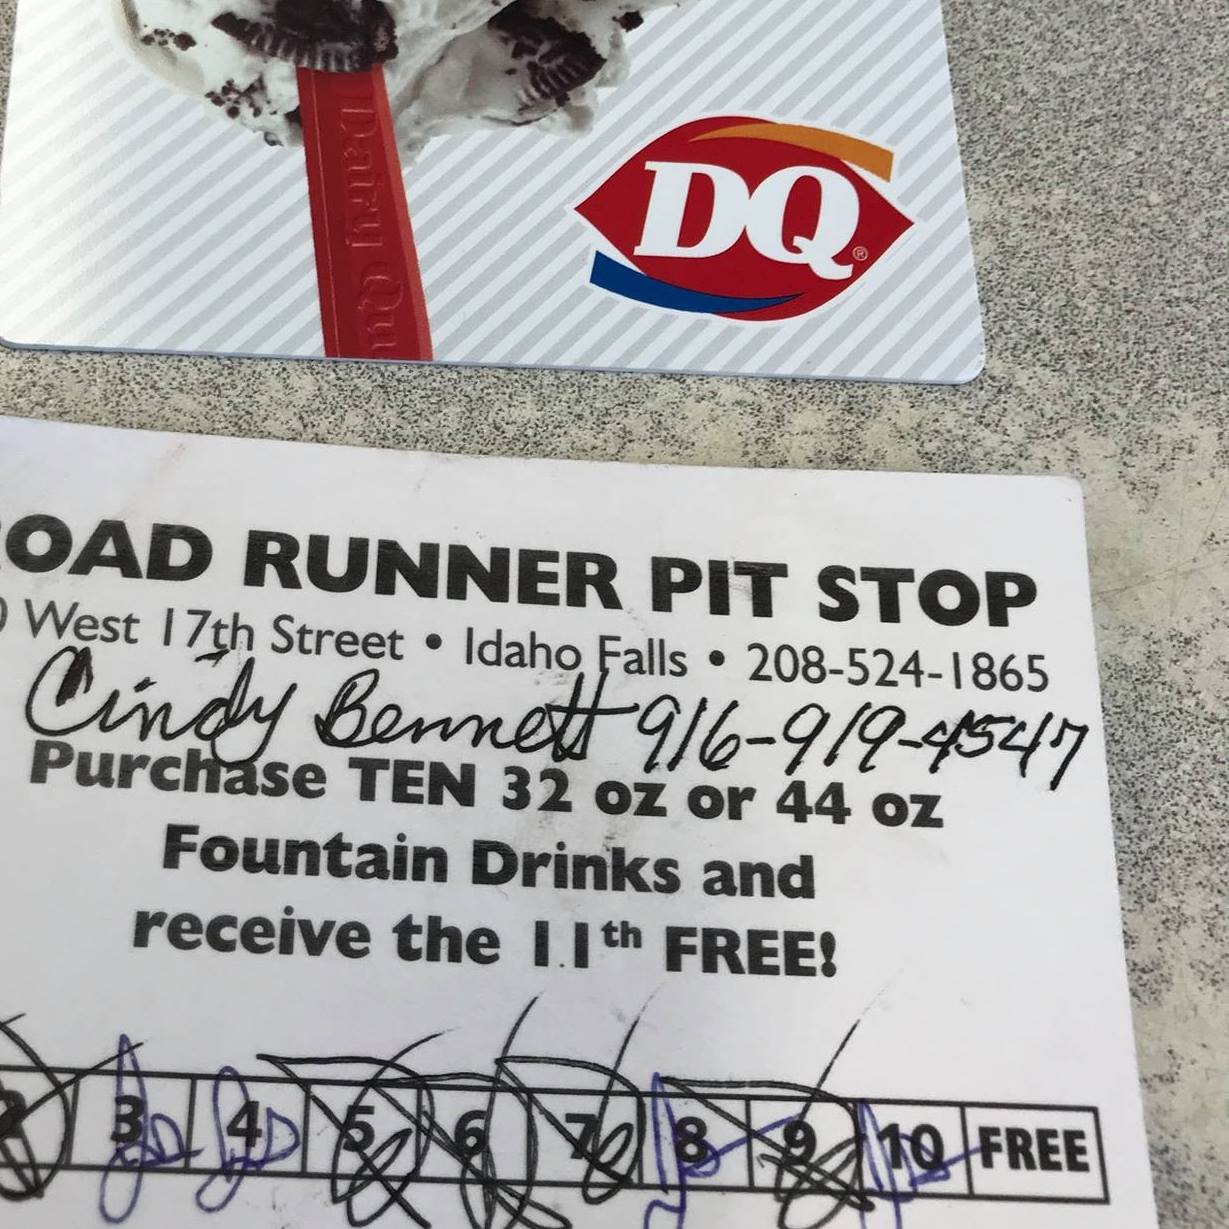 Dairy Qu
DQ®
OAD RUNNER PIT STOP
0 West 17th Street • Idaho Falls • 208-524-1865
Cindy Bennett 916-919-4547
Purchase TEN 32 oz or 44 oz
Fountain Drinks and
receive the 11th FREE!
2 3 4 5 6 7 8 9 10 FREE